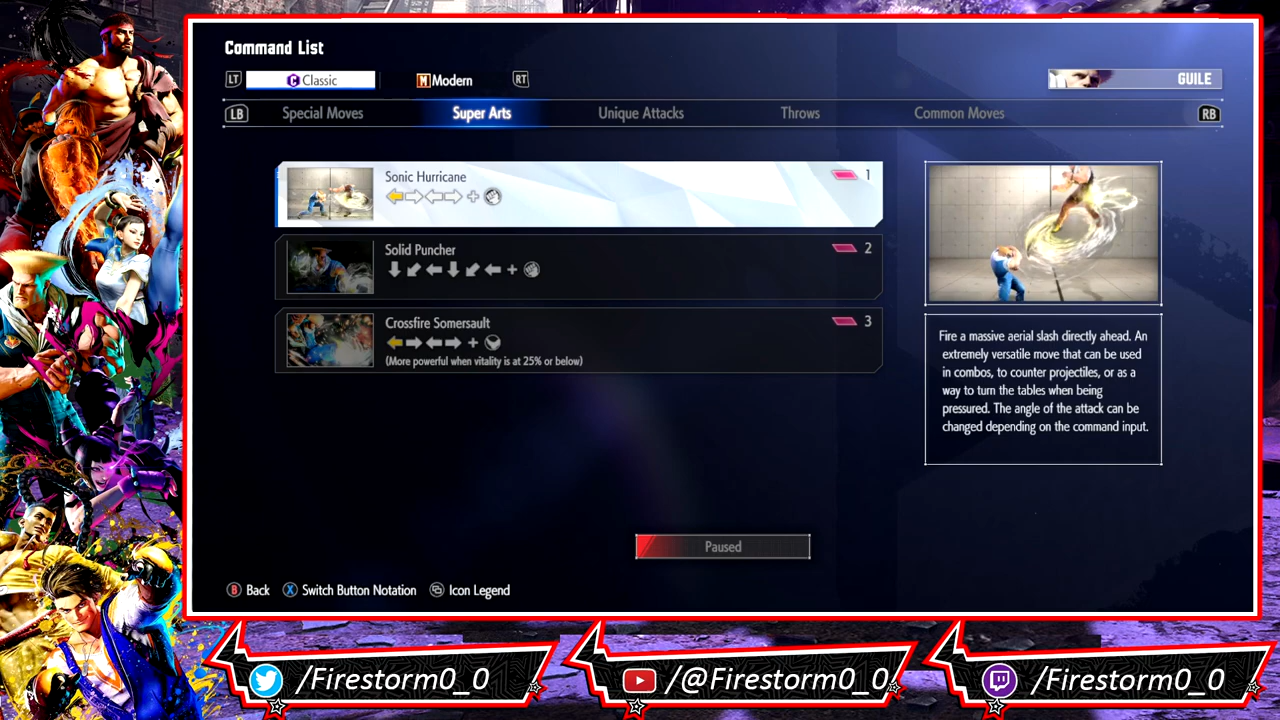 Command List
LT C Classic M Modern RT
GUILE
LB Special Moves Super Arts Unique Attacks Throws Common Moves RB
Sonic Hurricane 1
+
Solid Puncher 2
+
Crossfire Somersault 3
+
(More powerful when vitality is at 25% or below)
Fire a massive aerial slash directly ahead. An
extremely versatile move that can be used
in combos, to counter projectiles, or as a
way to turn the tables when being
pressured. The angle of the attack can be
changed depending on the command input.
Paused
B Back X Switch Button Notation Icon Legend
/Firestorm0_0 /@Firestorm0_0 /Firestorm0_0